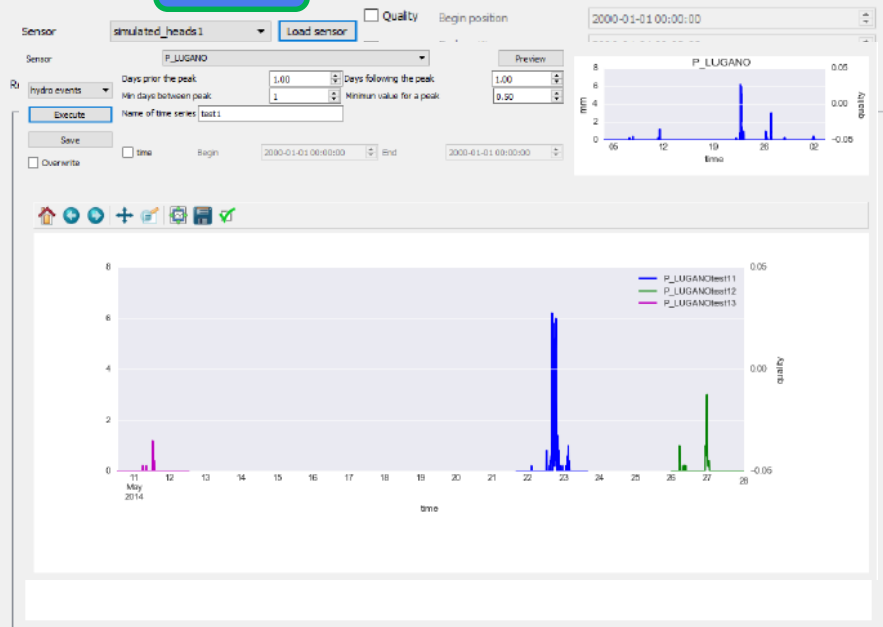 Quality Begin position 2000-01-01 00:00:00
Sensor simulated_heads1 Load sensor
Sensor P_LUGANO Preview
hydro events Days prior the peak 1.00 Days following the peak 1.00
Min days between peak 1 Minimun value for a peak 0.50
Execute Name of time series test1
Save
time Begin 2000-01-01 00:00:00 End 2000-01-01 00:00:00
Overwrite
P_LUGANO
8 0.05
6
4 0.00
2
0 -0.05
mm
quality
05 12 19 26 02
time
8 0.05
P_LUGANOtest11
P_LUGANOtest12
P_LUGANOtest13
6
4 0.00
quality
2
0 -0.05
11 12 13 14 15 16 17 18 19 20 21 22 23 24 25 26 27 28
May
2014
time